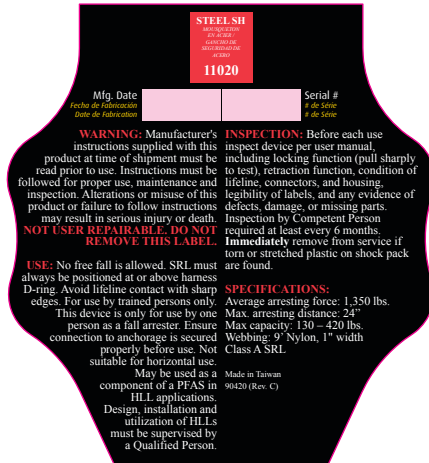 STEEL SH
MOUSQUETON
EN ACIER /
GANCHO DE
SEGURIDAD DE
ACERO
11020
Mfg. Date
Fecha de Fabricación
Date de Fabrication
Serial #
# de Série
# de Série
WARNING: Manufacturer's
instructions supplied with this
product at time of shipment must be
read prior to use. Instructions must be
followed for proper use, maintenance and
inspection. Alterations or misuse of this
product or failure to follow instructions
may result in serious injury or death.
NOT USER REPAIRABLE. DO NOT
REMOVE THIS LABEL.
USE: No free fall is allowed. SRL must
always be positioned at or above harness
D-ring. Avoid lifeline contact with sharp
edges. For use by trained persons only.
This device is only for use by one
person as a fall arrester. Ensure
connection to anchorage is secured
properly before use. Not
suitable for horizontal use.
May be used as a
component of a PFAS in
HLL applications.
Design, installation and
utilization of HLLs
must be supervised by
a Qualified Person.
INSPECTION: Before each use
inspect device per user manual,
including locking function (pull sharply
to test), retraction function, condition of
lifeline, connectors, and housing,
legibility of labels, and any evidence of
defects, damage, or missing parts.
Inspection by Competent Person
required at least every 6 months.
Immediately remove from service if
torn or stretched plastic on shock pack
are found.
SPECIFICATIONS:
Average arresting force: 1,350 lbs.
Max. arresting distance: 24”
Max capacity: 130 – 420 lbs.
Webbing: 9’ Nylon, 1" width
Class A SRL
Made in Taiwan
90420 (Rev. C)